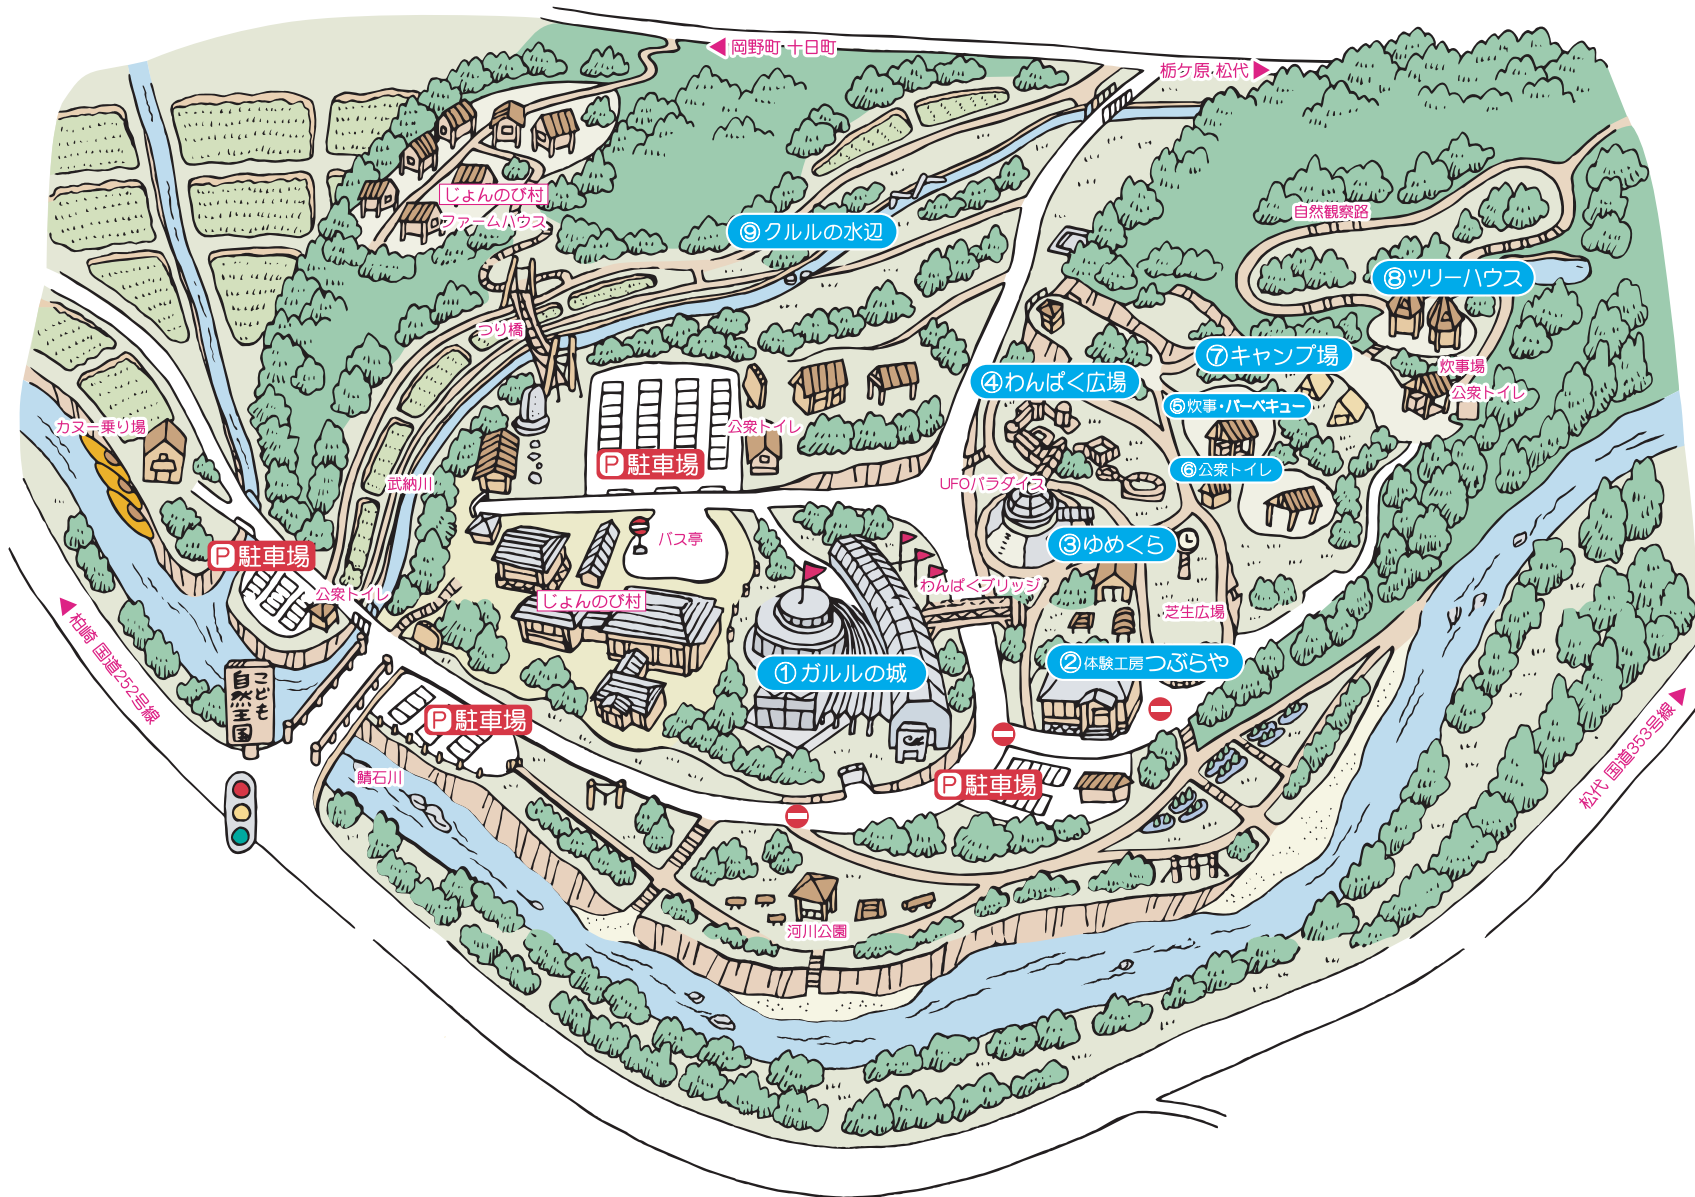 岡野町 十日町
栃ケ原・松代
じょんのび村
ファームハウス
⑨クルルの水辺
自然観察路
⑧ツリーハウス
つり橋
⑦キャンプ場
炊事場
公衆トイレ
④わんぱく広場
⑤炊事・バーベキュー
カヌー乗り場
公衆トイレ
P 駐車場
⑥公衆トイレ
武納川
UFOパラダイス
バス亭
③ゆめくら
P 駐車場
公衆トイレ
わんぱくブリッジ
じょんのび村
芝生広場
柏崎 国道252号線
こども
自然王国
①ガルルの城
②体験工房つぶらや
P 駐車場
鯖石川
P 駐車場
松代 国道353号線
河川公園